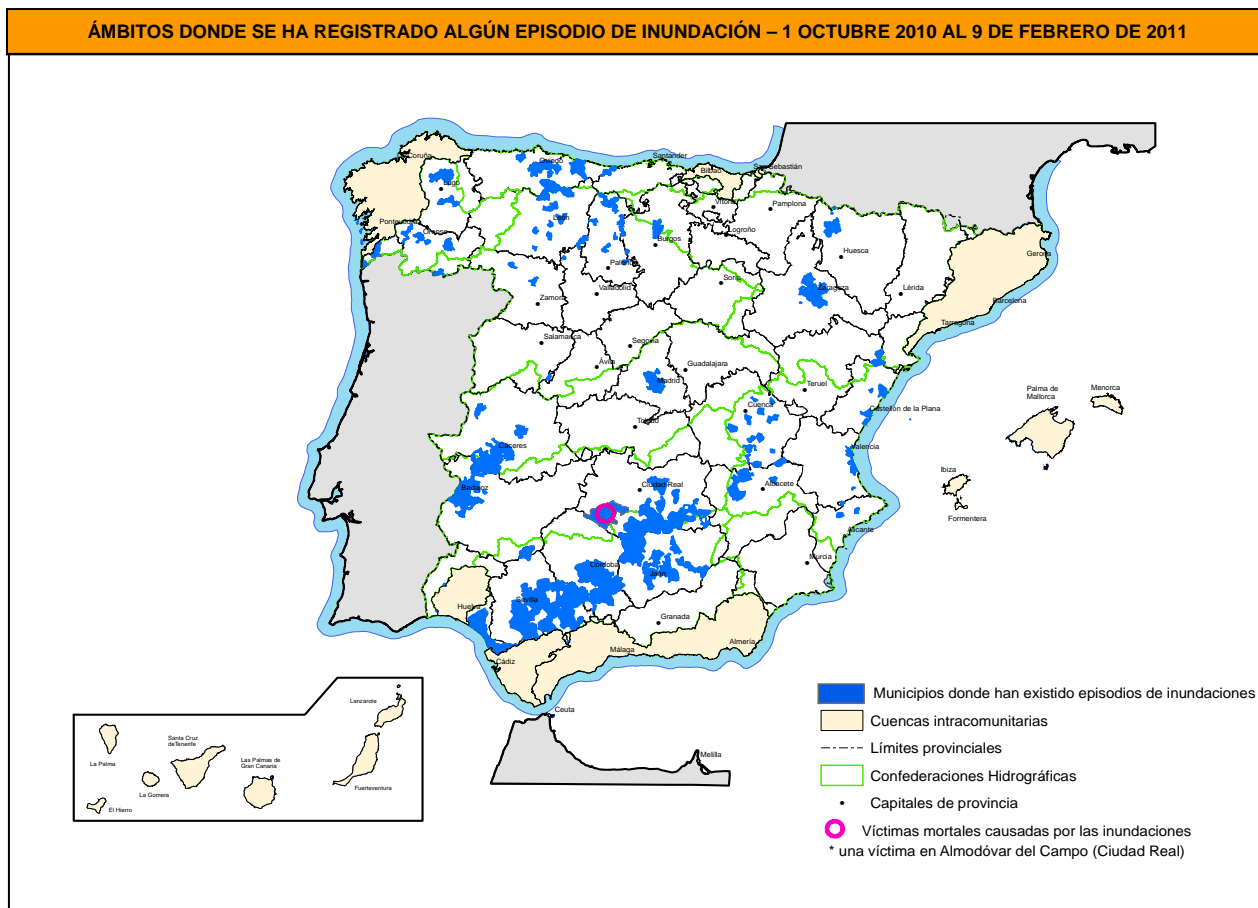 ÁMBITOS DONDE SE HA REGISTRADO ALGÚN EPISODIO DE INUNDACIÓN – 1 OCTUBRE 2010 AL 9 DE FEBRERO DE 2011
Coruña
Oviedo
Santander
Bilbao
San Sebastián
Lugo
Vitoria
Pamplona
León
Pontevedra
Orense
Logroño
Burgos
Huesca
Gerona
Palencia
Soria
Zaragoza
Lérida
Zamora
Valladolid
Barcelona
Tarragona
Salamanca
Segovia
Ávila
Guadalajara
Madrid
Teruel
Palma de
Mallorca
Menorca
Cuenca
Castellón de la Plana
Toledo
Cáceres
Valencia
Ibiza
Badajoz
Ciudad Real
Albacete
Formentera
Alicante
Murcia
Córdoba
Jaén
Huelva
Sevilla
Granada
Almería
Málaga
Cádiz
Ceuta
Melilla
Lanzarote
Santa Cruz
deTenerife
La Palma
Las Palmas de
Gran Canaria
La Gomera
Fuerteventura
El Hierro
Municipios donde han existido episodios de inundaciones
Cuencas intracomunitarias
Límites provinciales
Confederaciones Hidrográficas
Capitales de provincia
Víctimas mortales causadas por las inundaciones
* una víctima en Almodóvar del Campo (Ciudad Real)